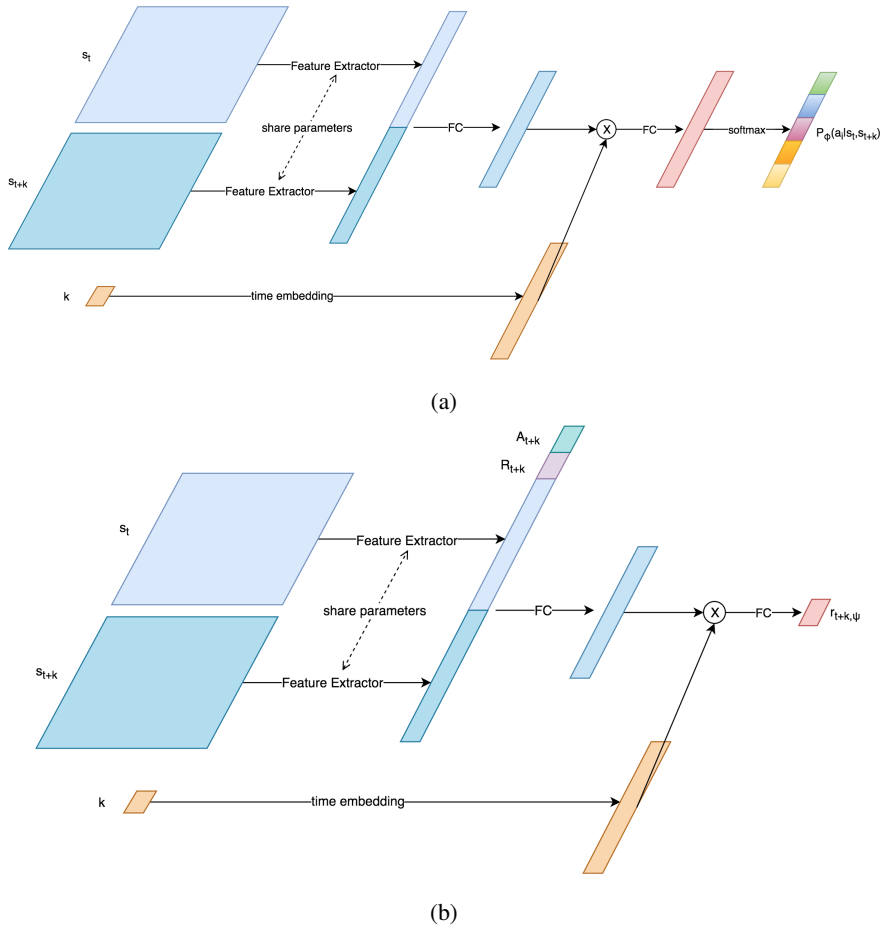 s_t
Feature Extractor
share parameters
FC
X
FC
softmax
P_ϕ(a_i|s_t,s_{t+k})
s_{t+k}
Feature Extractor
k
time embedding
(a)
A_{t+k}
R_{t+k}
s_t
Feature Extractor
share parameters
FC
X
FC
r_{t+k,ψ}
s_{t+k}
Feature Extractor
k
time embedding
(b)